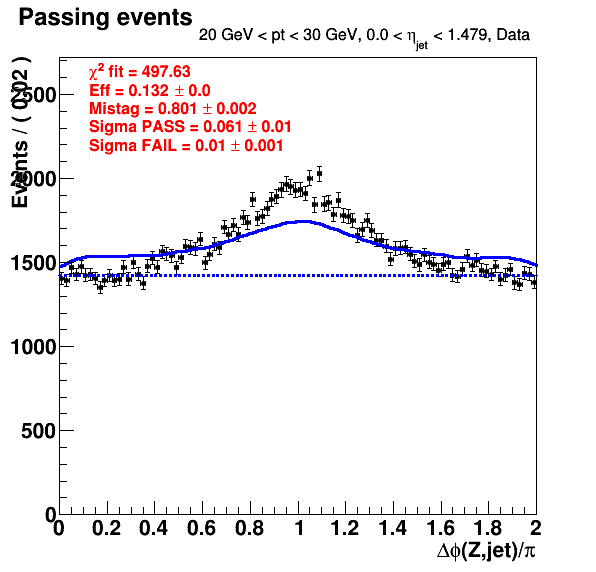 Passing events
20 GeV < pt < 30 GeV, 0.0 < η_jet < 1.479, Data
χ² fit = 497.63
Eff = 0.132 ± 0.0
Mistag = 0.801 ± 0.002
Sigma PASS = 0.061 ± 0.01
Sigma FAIL = 0.01 ± 0.001
Events / ( 0.02 )
2500
2000
1500
1000
500
0
0 0.2 0.4 0.6 0.8 1 1.2 1.4 1.6 1.8 2
Δφ(Z,jet)/π